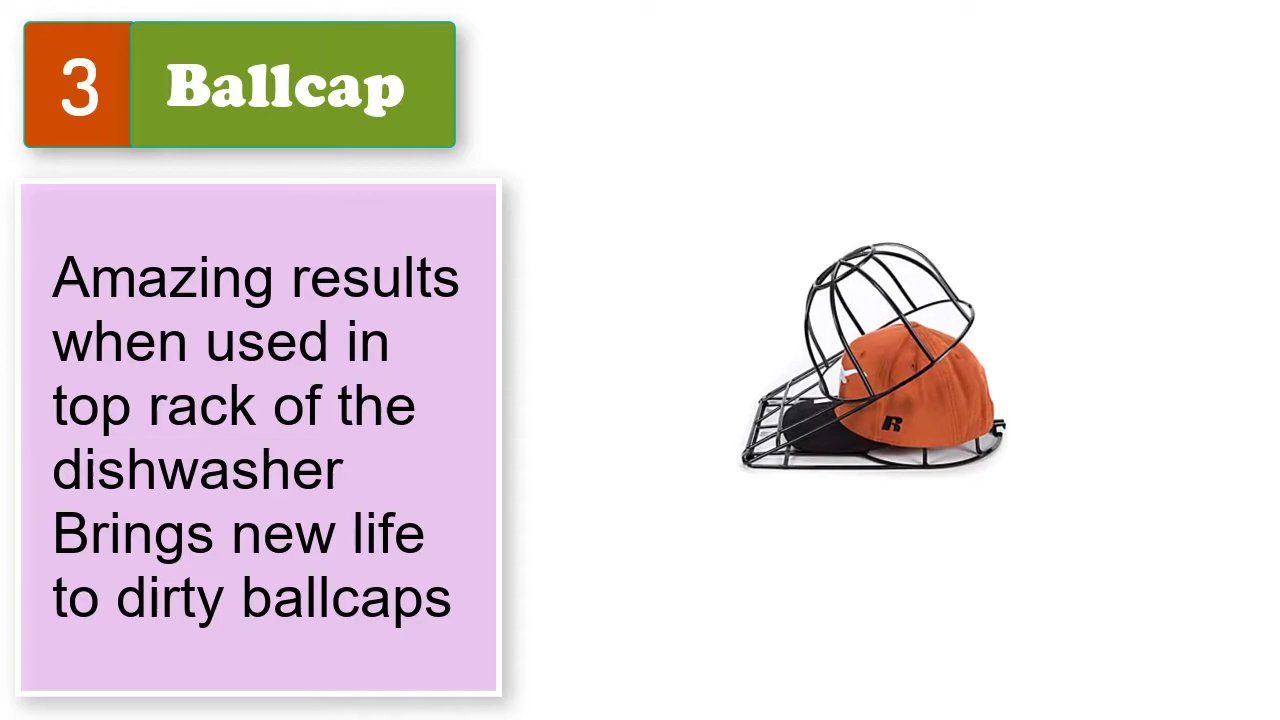 3 Ballcap
Amazing results
when used in
top rack of the
dishwasher
Brings new life
to dirty ballcaps
R